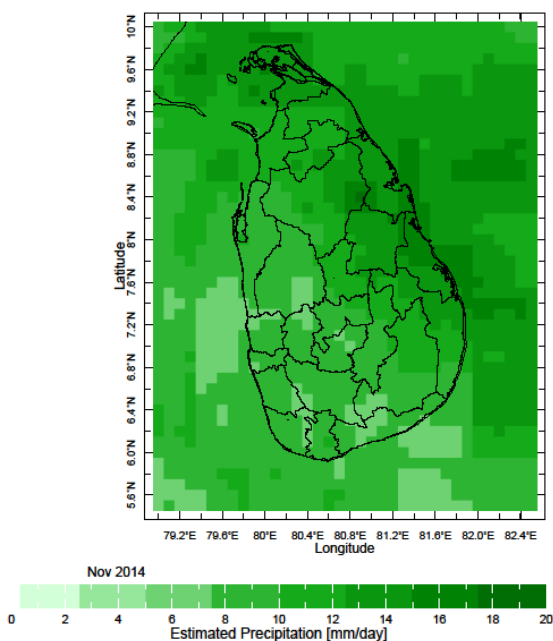 10°N
9.6°N
9.2°N
8.8°N
8.4°N
8°N
7.6°N
7.2°N
6.8°N
6.4°N
6.0°N
5.6°N
Latitude
79.2°E 79.6°E 80°E 80.4°E 80.8°E 81.2°E 81.6°E 82.0°E 82.4°E
Longitude
Nov 2014
0 2 4 6 8 10 12 14 16 18 20
Estimated Precipitation [mm/day]